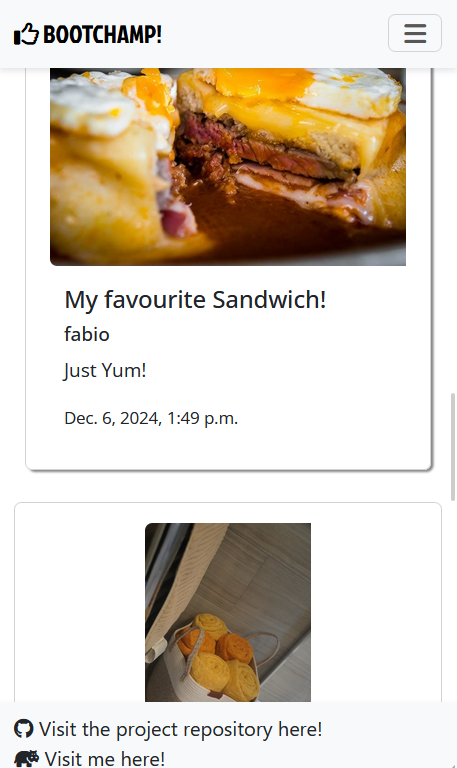 BOOTCHAMP!
My favourite Sandwich!
fabio
Just Yum!
Dec. 6, 2024, 1:49 p.m.
Visit the project repository here!
Visit me here!